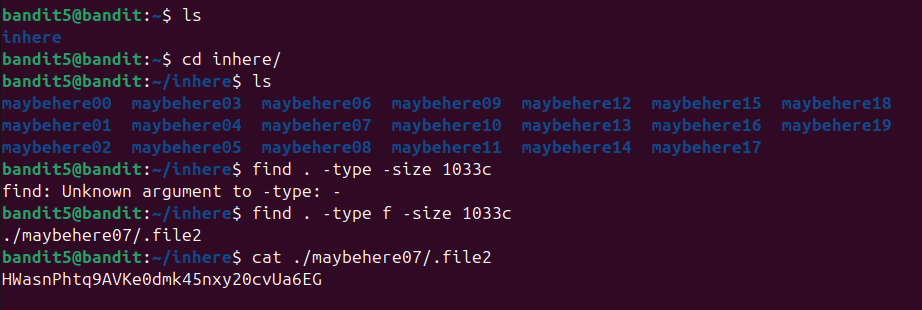 bandit5@bandit:~$ ls
inhere
bandit5@bandit:~$ cd inhere/
bandit5@bandit:~/inhere$ ls
maybehere00  maybehere03  maybehere06  maybehere09  maybehere12  maybehere15  maybehere18
maybehere01  maybehere04  maybehere07  maybehere10  maybehere13  maybehere16  maybehere19
maybehere02  maybehere05  maybehere08  maybehere11  maybehere14  maybehere17
bandit5@bandit:~/inhere$ find . -type -size 1033c
find: Unknown argument to -type: -
bandit5@bandit:~/inhere$ find . -type f -size 1033c
./maybehere07/.file2
bandit5@bandit:~/inhere$ cat ./maybehere07/.file2
HWasnPhtq9AVKe0dmk45nxy20cvUa6EG